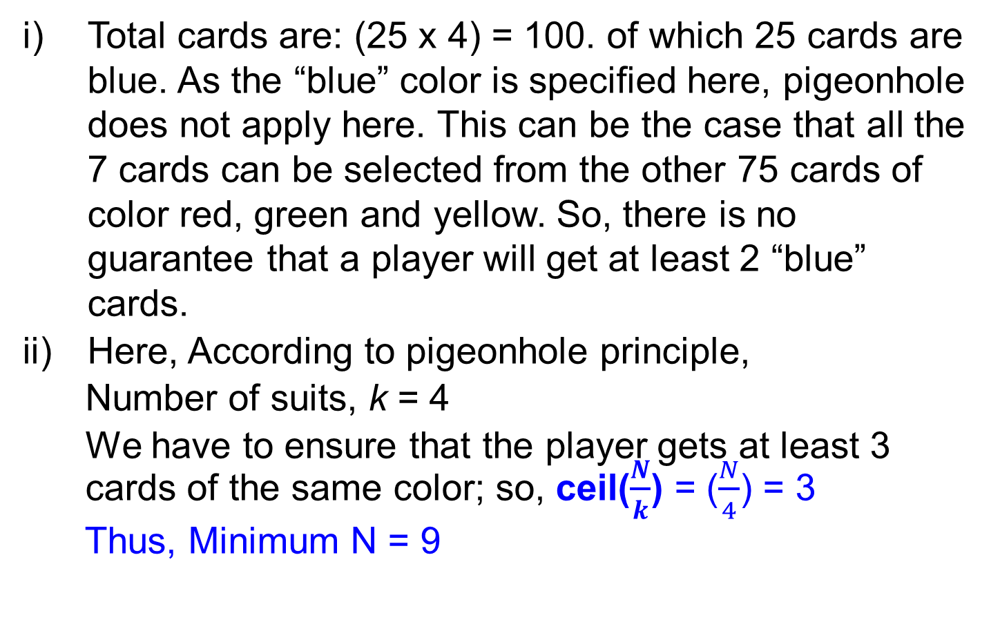 i) Total cards are: (25 x 4) = 100. of which 25 cards are
blue. As the “blue” color is specified here, pigeonhole
does not apply here. This can be the case that all the
7 cards can be selected from the other 75 cards of
color red, green and yellow. So, there is no
guarantee that a player will get at least 2 “blue”
cards.
ii) Here, According to pigeonhole principle,
Number of suits, k = 4
We have to ensure that the player gets at least 3
cards of the same color; so, ceil(N/k) = (N/4) = 3
Thus, Minimum N = 9